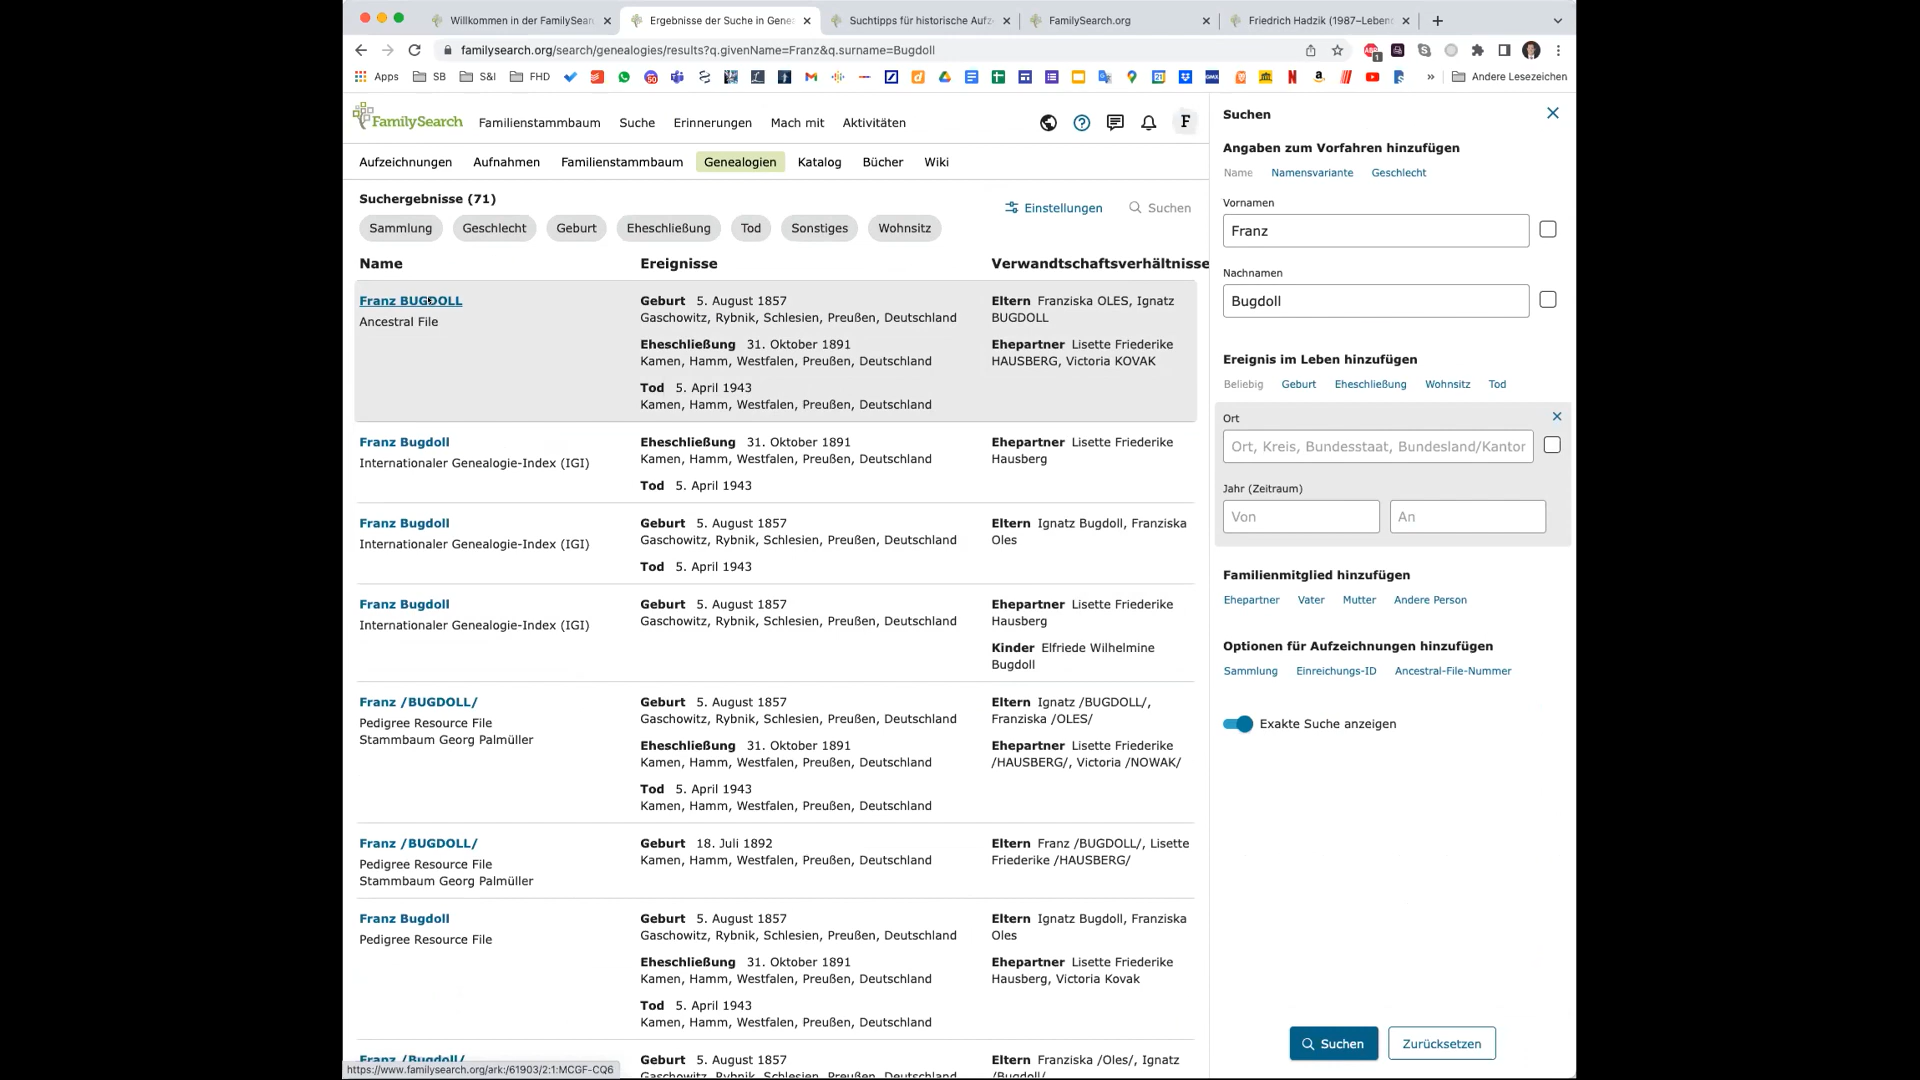 Willkommen in der FamilySear
Ergebnisse der Suche in Gene
Suchtipps für historische Aufz
FamilySearch.org
Friedrich Hadzik (1987–Lebend
familysearch.org/search/genealogies/results?q.givenName=Franz&q.surname=Bugdoll
Apps
SB
S&I
FHD
Andere Lesezeichen
FamilySearch
Familienstammbaum
Suche
Erinnerungen
Mach mit
Aktivitäten
F
Aufzeichnungen
Aufnahmen
Familienstammbaum
Genealogien
Katalog
Bücher
Wiki
Suchergebnisse (71)
Einstellungen
Suchen
Sammlung
Geschlecht
Geburt
Eheschließung
Tod
Sonstiges
Wohnsitz
Name
Ereignisse
Verwandtschaftsverhältnisse
Franz BUGDOLL
Ancestral File
Geburt 5. August 1857
Gaschowitz, Rybnik, Schlesien, Preußen, Deutschland
Eheschließung 31. Oktober 1891
Kamen, Hamm, Westfalen, Preußen, Deutschland
Tod 5. April 1943
Kamen, Hamm, Westfalen, Preußen, Deutschland
Eltern Franziska OLES, Ignatz
BUGDOLL
Ehepartner Lisette Friederike
HAUSBERG, Victoria KOVAK
Franz Bugdoll
Internationaler Genealogie-Index (IGI)
Eheschließung 31. Oktober 1891
Kamen, Hamm, Westfalen, Preußen, Deutschland
Tod 5. April 1943
Ehepartner Lisette Friederike
Hausberg
Franz Bugdoll
Internationaler Genealogie-Index (IGI)
Geburt 5. August 1857
Gaschowitz, Rybnik, Schlesien, Preußen, Deutschland
Tod 5. April 1943
Eltern Ignatz Bugdoll, Franziska
Oles
Franz Bugdoll
Internationaler Genealogie-Index (IGI)
Geburt 5. August 1857
Gaschowitz, Rybnik, Schlesien, Preußen, Deutschland
Ehepartner Lisette Friederike
Hausberg
Kinder Elfriede Wilhelmine
Bugdoll
Franz /BUGDOLL/
Pedigree Resource File
Stammbaum Georg Palmüller
Geburt 5. August 1857
Gaschowitz, Rybnik, Schlesien, Preußen, Deutschland
Eheschließung 31. Oktober 1891
Kamen, Hamm, Westfalen, Preußen, Deutschland
Tod 5. April 1943
Kamen, Hamm, Westfalen, Preußen, Deutschland
Eltern Ignatz /BUGDOLL/,
Franziska /OLES/
Ehepartner Lisette Friederike
/HAUSBERG/, Victoria /NOWAK/
Franz /BUGDOLL/
Pedigree Resource File
Stammbaum Georg Palmüller
Geburt 18. Juli 1892
Kamen, Hamm, Westfalen, Preußen, Deutschland
Eltern Franz /BUGDOLL/, Lisette
Friederike /HAUSBERG/
Franz Bugdoll
Pedigree Resource File
Geburt 5. August 1857
Gaschowitz, Rybnik, Schlesien, Preußen, Deutschland
Eheschließung 31. Oktober 1891
Kamen, Hamm, Westfalen, Preußen, Deutschland
Tod 5. April 1943
Kamen, Hamm, Westfalen, Preußen, Deutschland
Eltern Ignatz Bugdoll, Franziska
Oles
Ehepartner Lisette Friederike
Hausberg, Victoria Kovak
Franz /Bugdoll/
Geburt 5. August 1857
Gaschowitz, Rybnik, Schlesien, Preußen, Deutschland
Eltern Franziska /Oles/, Ignatz
/Bugdoll/
https://www.familysearch.org/ark:/61903/2:1:MCGF-CQ6
Suchen
Angaben zum Vorfahren hinzufügen
Name
Namensvariante
Geschlecht
Vornamen
Franz
Nachnamen
Bugdoll
Ereignis im Leben hinzufügen
Beliebig
Geburt
Eheschließung
Wohnsitz
Tod
Ort
Ort, Kreis, Bundesstaat, Bundesland/Kantor
Jahr (Zeitraum)
Von
An
Familienmitglied hinzufügen
Ehepartner
Vater
Mutter
Andere Person
Optionen für Aufzeichnungen hinzufügen
Sammlung
Einreichungs-ID
Ancestral-File-Nummer
Exakte Suche anzeigen
Suchen
Zurücksetzen